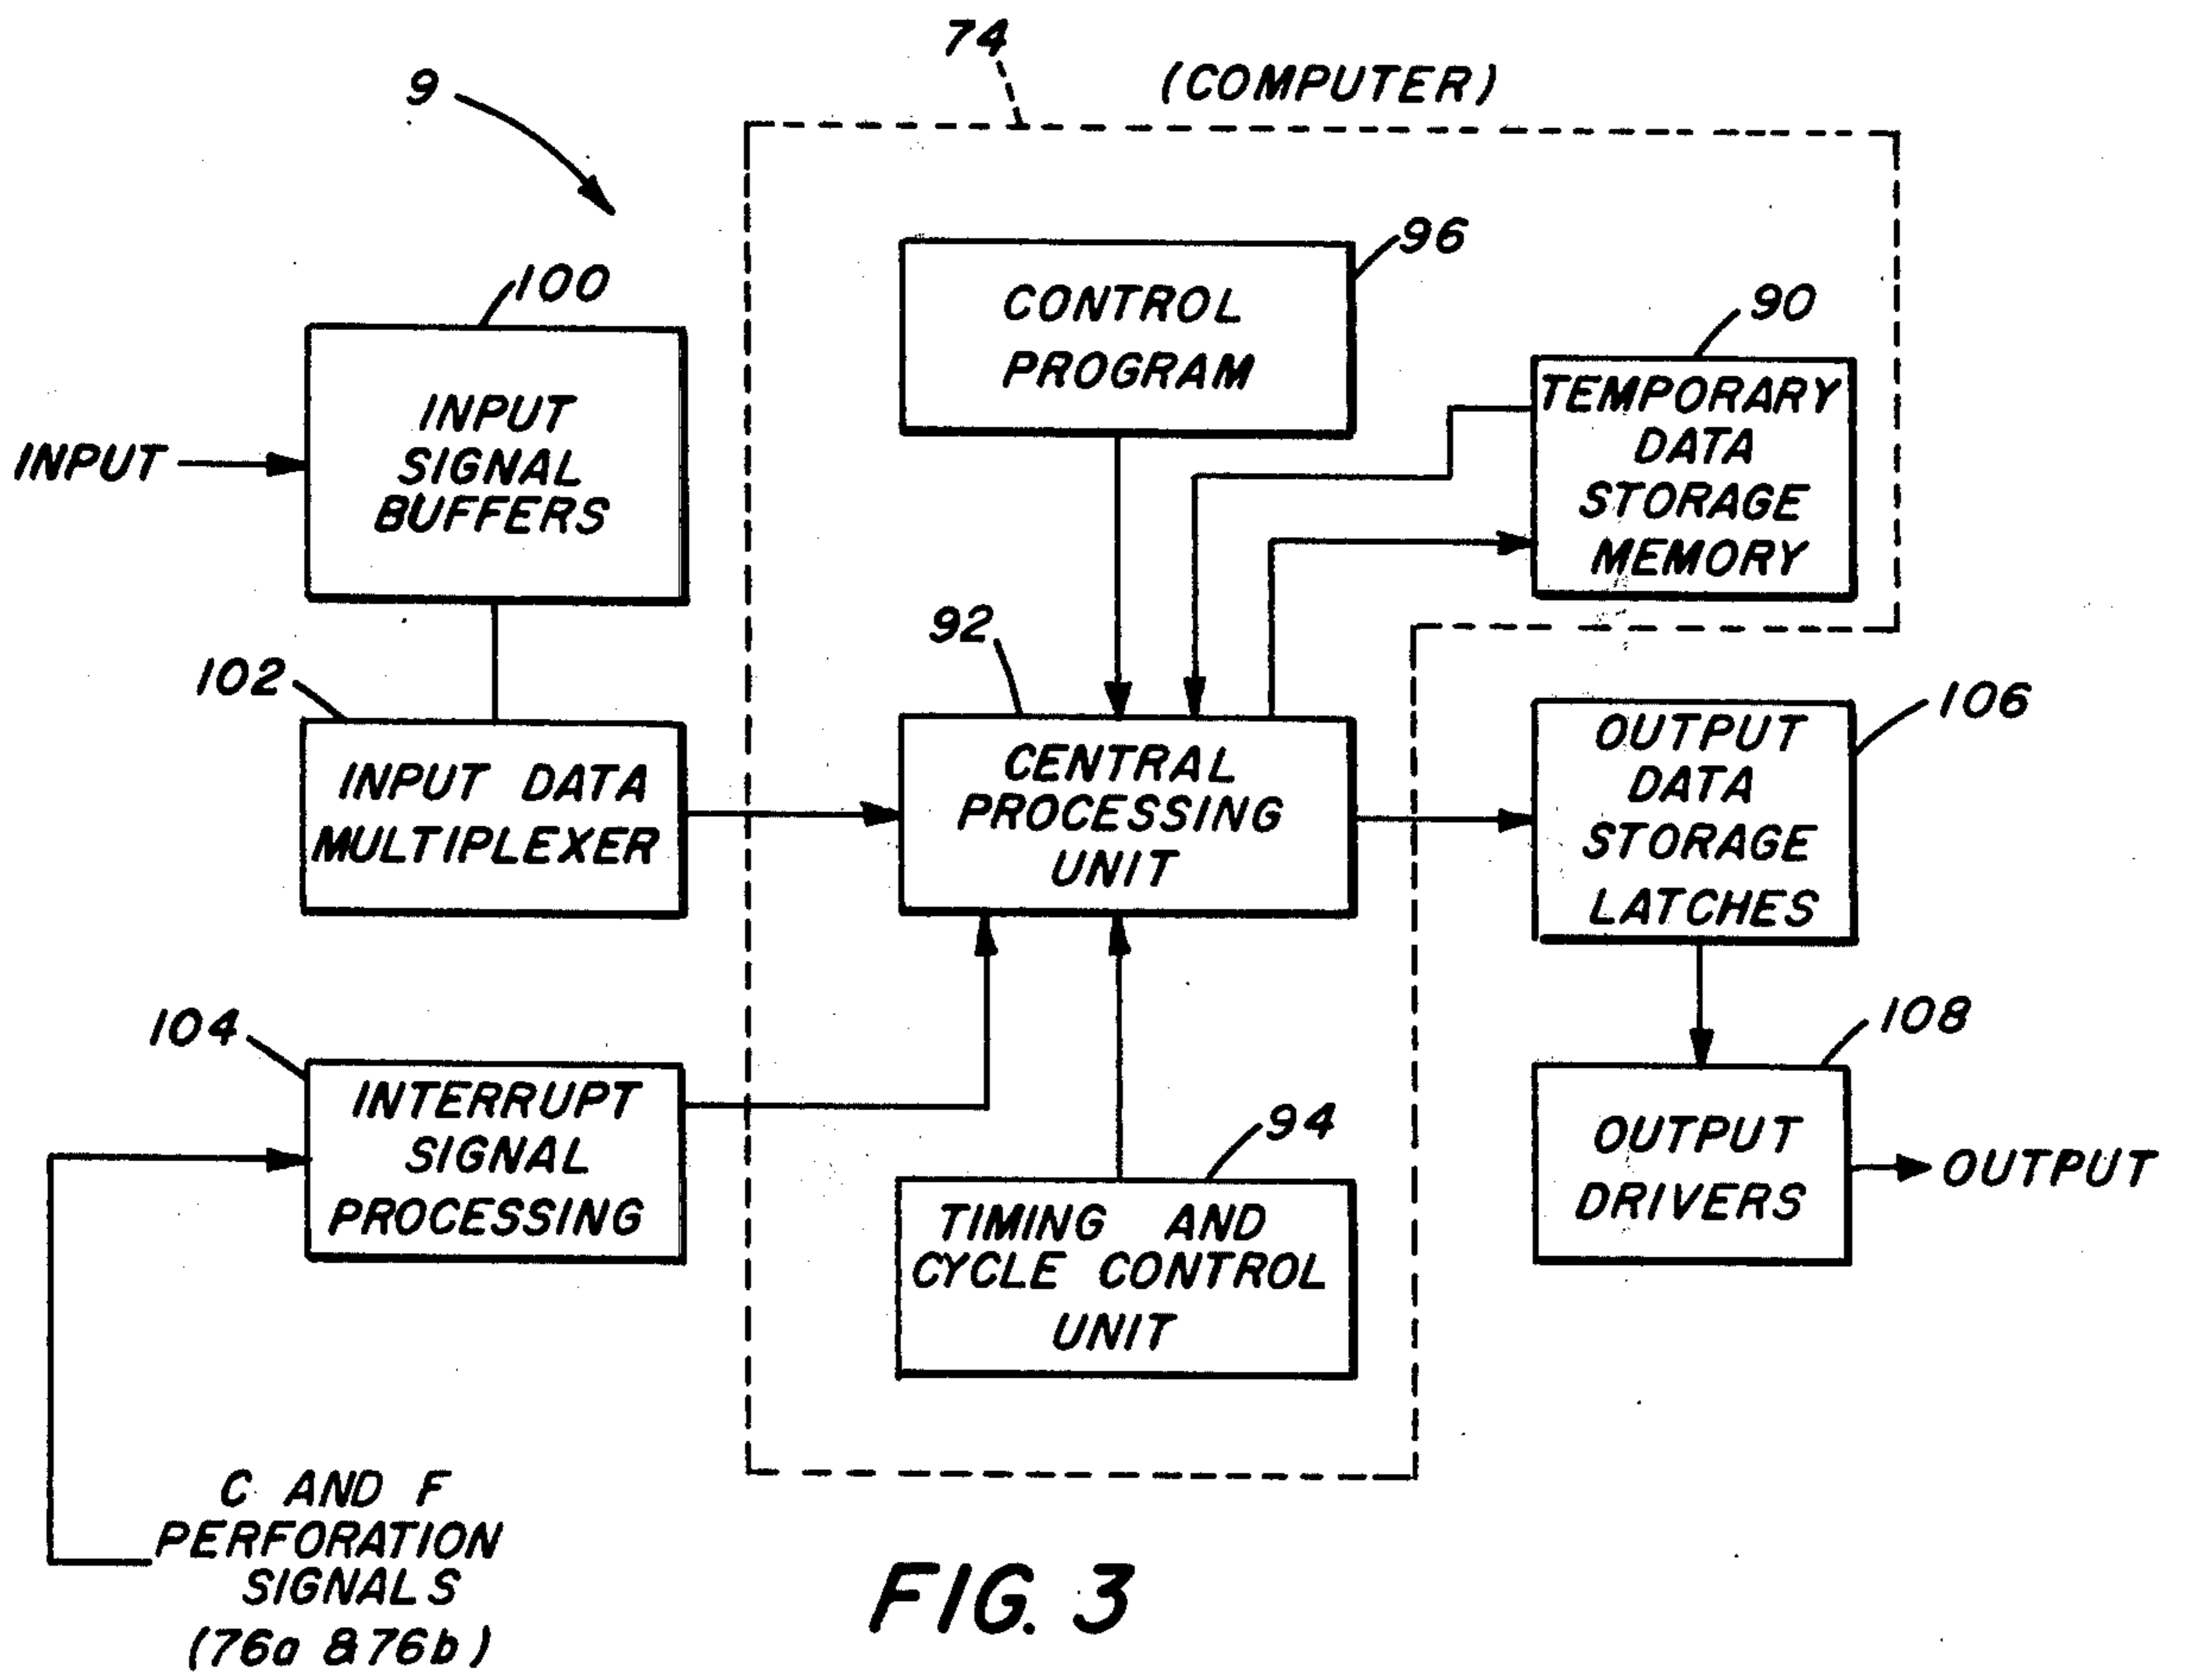 74
(COMPUTER)
9
96
CONTROL
PROGRAM
100
INPUT
SIGNAL
BUFFERS
INPUT
90
TEMPORARY
DATA
STORAGE
MEMORY
92
102
INPUT DATA
MULTIPLEXER
CENTRAL
PROCESSING
UNIT
106
OUTPUT
DATA
STORAGE
LATCHES
104
INTERRUPT
SIGNAL
PROCESSING
94
TIMING AND
CYCLE CONTROL
UNIT
108
OUTPUT
DRIVERS
OUTPUT
C AND F
PERFORATION
SIGNALS
(76a & 76b)
FIG. 3